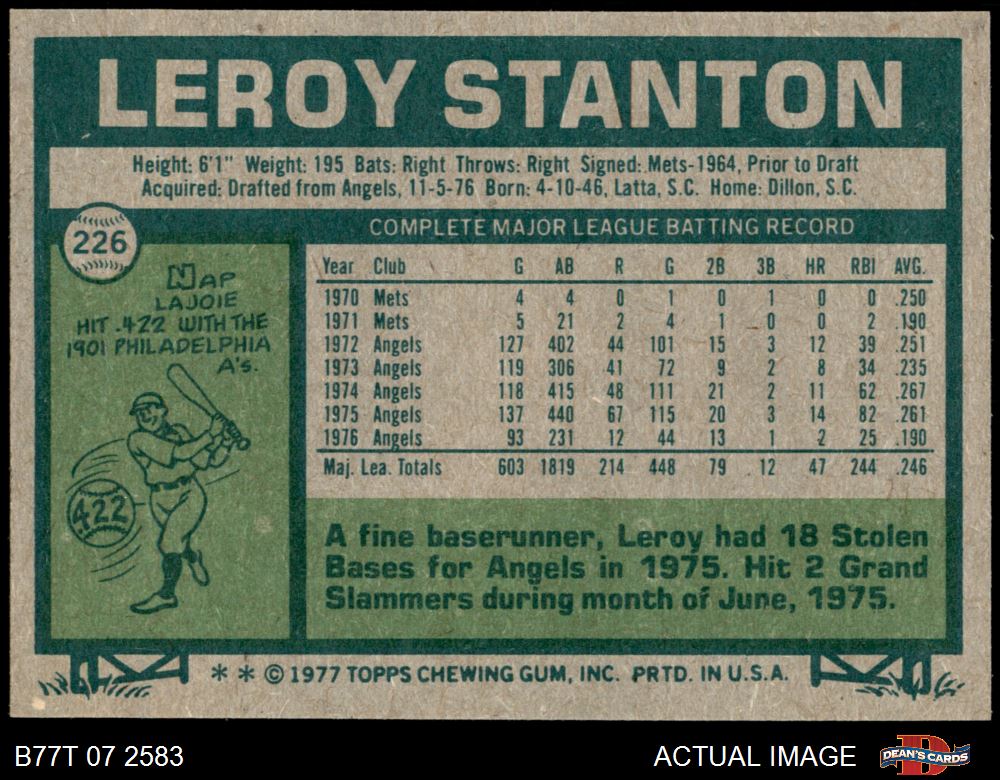 LEROY STANTON
Height: 6'1" Weight: 195 Bats: Right Throws: Right Signed: Mets-1964, Prior to Draft
Acquired: Drafted from Angels, 11-5-76 Born: 4-10-46, Latta, S.C. Home: Dillon, S.C.
226
NAP
LAJOIE
HIT .422 WITH THE
1901 PHILADELPHIA
A's.
422
COMPLETE MAJOR LEAGUE BATTING RECORD
Year Club G AB R G 2B 3B HR RBI AVG.
1970 Mets 4 4 0 1 0 1 0 0 .250
1971 Mets 5 21 2 4 1 0 0 2 .190
1972 Angels 127 402 44 101 15 3 12 39 .251
1973 Angels 119 306 41 72 9 2 8 34 .235
1974 Angels 118 415 48 111 21 2 11 62 .267
1975 Angels 137 440 67 115 20 3 14 82 .261
1976 Angels 93 231 12 44 13 1 2 25 .190
Maj. Lea. Totals 603 1819 214 448 79 12 47 244 .246
A fine baserunner, Leroy had 18 Stolen
Bases for Angels in 1975. Hit 2 Grand
Slammers during month of June, 1975.
* * © 1977 TOPPS CHEWING GUM, INC. PRTD. IN U.S.A.
B77T 07 2583 ACTUAL IMAGE DEAN'S CARDS